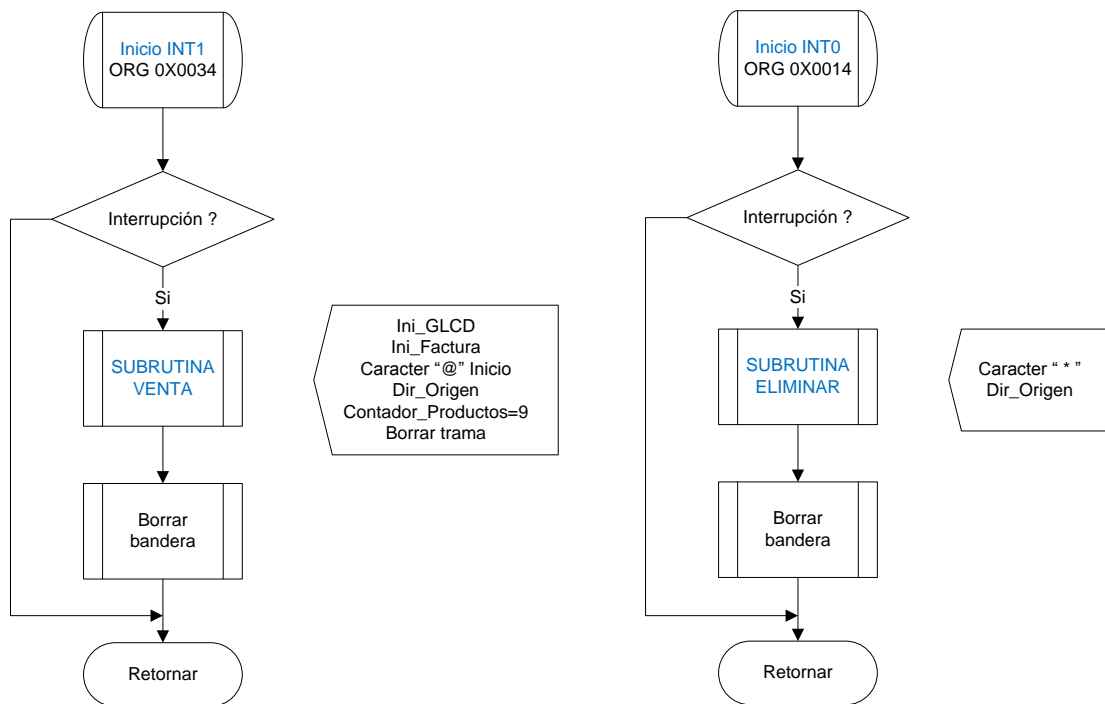 Inicio INT1
ORG 0X0034
Interrupción ?
Si
SUBRUTINA
VENTA
Ini_GLCD
Ini_Factura
Caracter “@” Inicio
Dir_Origen
Contador_Productos=9
Borrar trama
Borrar
bandera
Retornar
Inicio INT0
ORG 0X0014
Interrupción ?
Si
SUBRUTINA
ELIMINAR
Caracter “ * ”
Dir_Origen
Borrar
bandera
Retornar